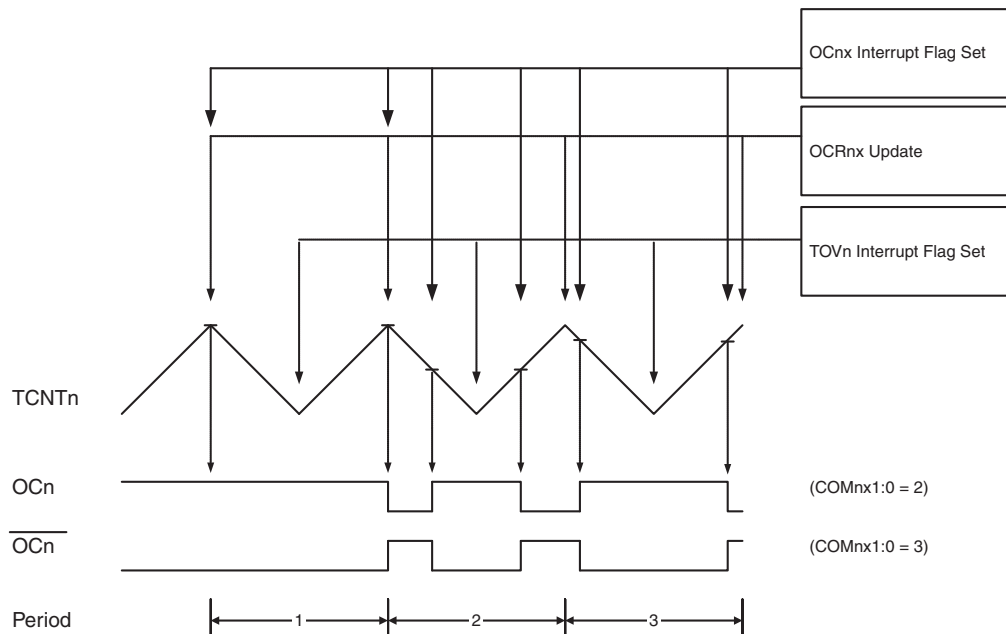 OCnx Interrupt Flag Set
OCRnx Update
TOVn Interrupt Flag Set
TCNTn
OCn
(COMnx1:0 = 2)
OCn
(COMnx1:0 = 3)
Period
1
2
3